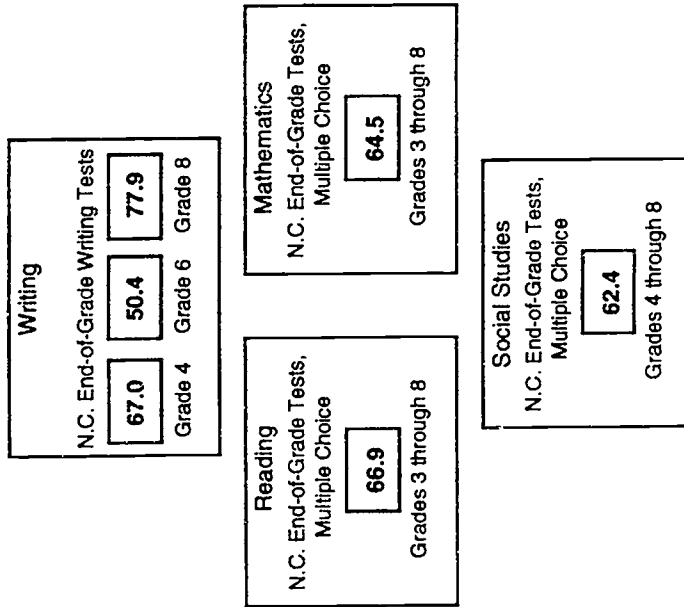 Writing
N.C. End-of-Grade Writing Tests
67.0 50.4 77.9
Grade 4 Grade 6 Grade 8
Reading
N.C. End-of-Grade Tests,
Multiple Choice
66.9
Grades 3 through 8
Mathematics
N.C. End-of-Grade Tests,
Multiple Choice
64.5
Grades 3 through 8
Social Studies
N.C. End-of-Grade Tests,
Multiple Choice
62.4
Grades 4 through 8